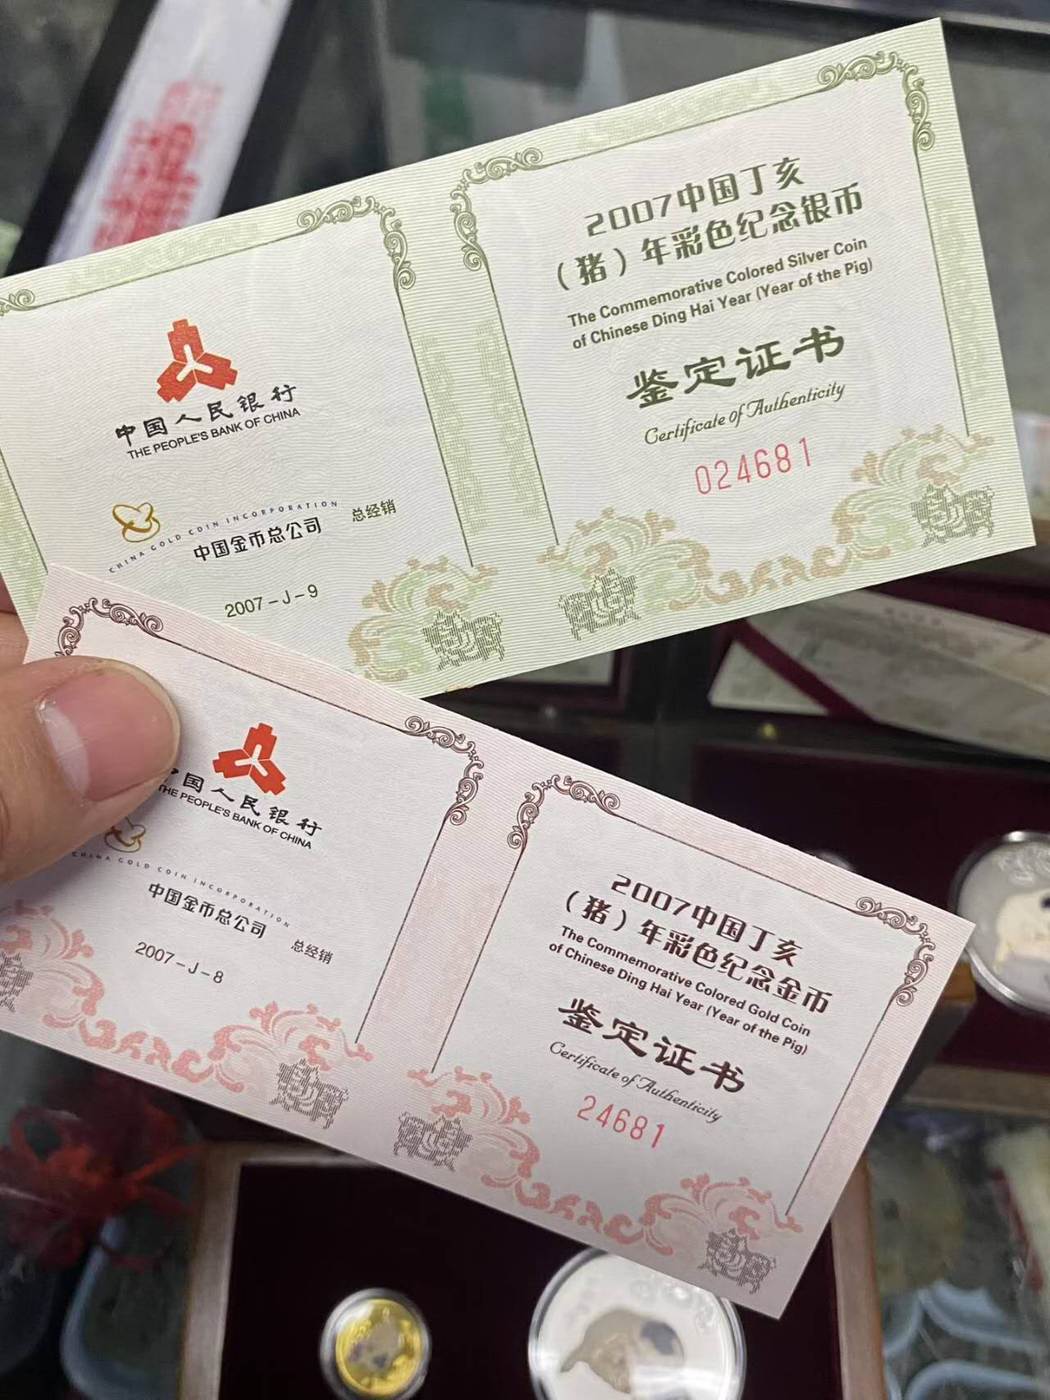 2007中国丁亥
（猪）年彩色纪念银币
The Commemorative Colored Silver Coin
of Chinese Ding Hai Year (Year of the Pig)
鉴定证书
Certificate of Authenticity
024681
中国人民银行
THE PEOPLE'S BANK OF CHINA
CHINA GOLD COIN INCORPORATION
中国金币总公司 总经销
2007-J-9
国人民银行
THE PEOPLE'S BANK OF CHINA
CHINA GOLD COIN INCORPORATION
中国金币总公司 总经销
2007-J-8
2007中国丁亥
（猪）年彩色纪念金币
The Commemorative Colored Gold Coin
of Chinese Ding Hai Year (Year of the Pig)
鉴定证书
Certificate of Authenticity
24681